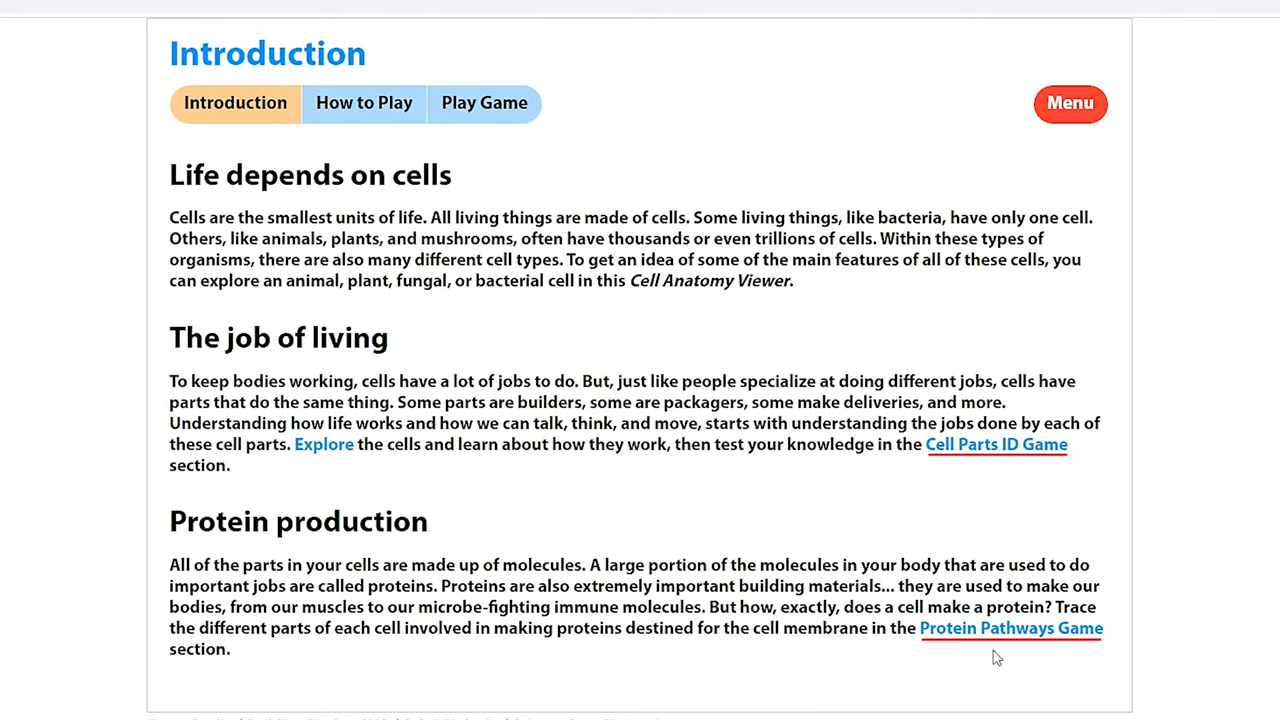 Introduction
Introduction How to Play Play Game Menu
Life depends on cells
Cells are the smallest units of life. All living things are made of cells. Some living things, like bacteria, have only one cell.
Others, like animals, plants, and mushrooms, often have thousands or even trillions of cells. Within these types of
organisms, there are also many different cell types. To get an idea of some of the main features of all of these cells, you
can explore an animal, plant, fungal, or bacterial cell in this Cell Anatomy Viewer.
The job of living
To keep bodies working, cells have a lot of jobs to do. But, just like people specialize at doing different jobs, cells have
parts that do the same thing. Some parts are builders, some are packagers, some make deliveries, and more.
Understanding how life works and how we can talk, think, and move, starts with understanding the jobs done by each of
these cell parts. Explore the cells and learn about how they work, then test your knowledge in the Cell Parts ID Game
section.
Protein production
All of the parts in your cells are made up of molecules. A large portion of the molecules in your body that are used to do
important jobs are called proteins. Proteins are also extremely important building materials... they are used to make our
bodies, from our muscles to our microbe-fighting immune molecules. But how, exactly, does a cell make a protein? Trace
the different parts of each cell involved in making proteins destined for the cell membrane in the Protein Pathways Game
section.